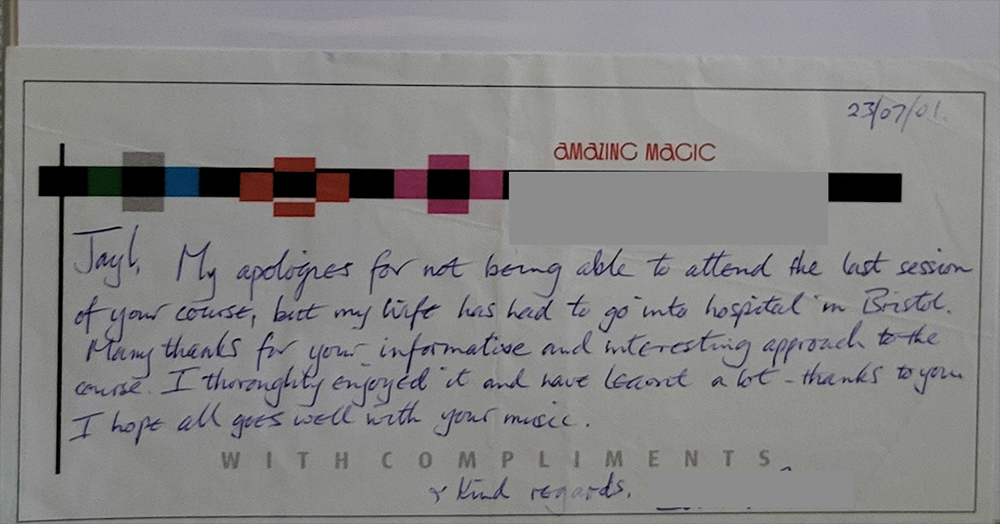 23/07/01.
AMAZING MAGIC
Jayl, My apologies for not being able to attend the last session
of your course, but my wife has had to go into hospital in Bristol.
Many thanks for your informative and interesting approach to the
course. I thoroughly enjoyed it and have learnt a lot - thanks to you.
I hope all goes well with your music.
WITH COMPLIMENTS
& Kind regards.